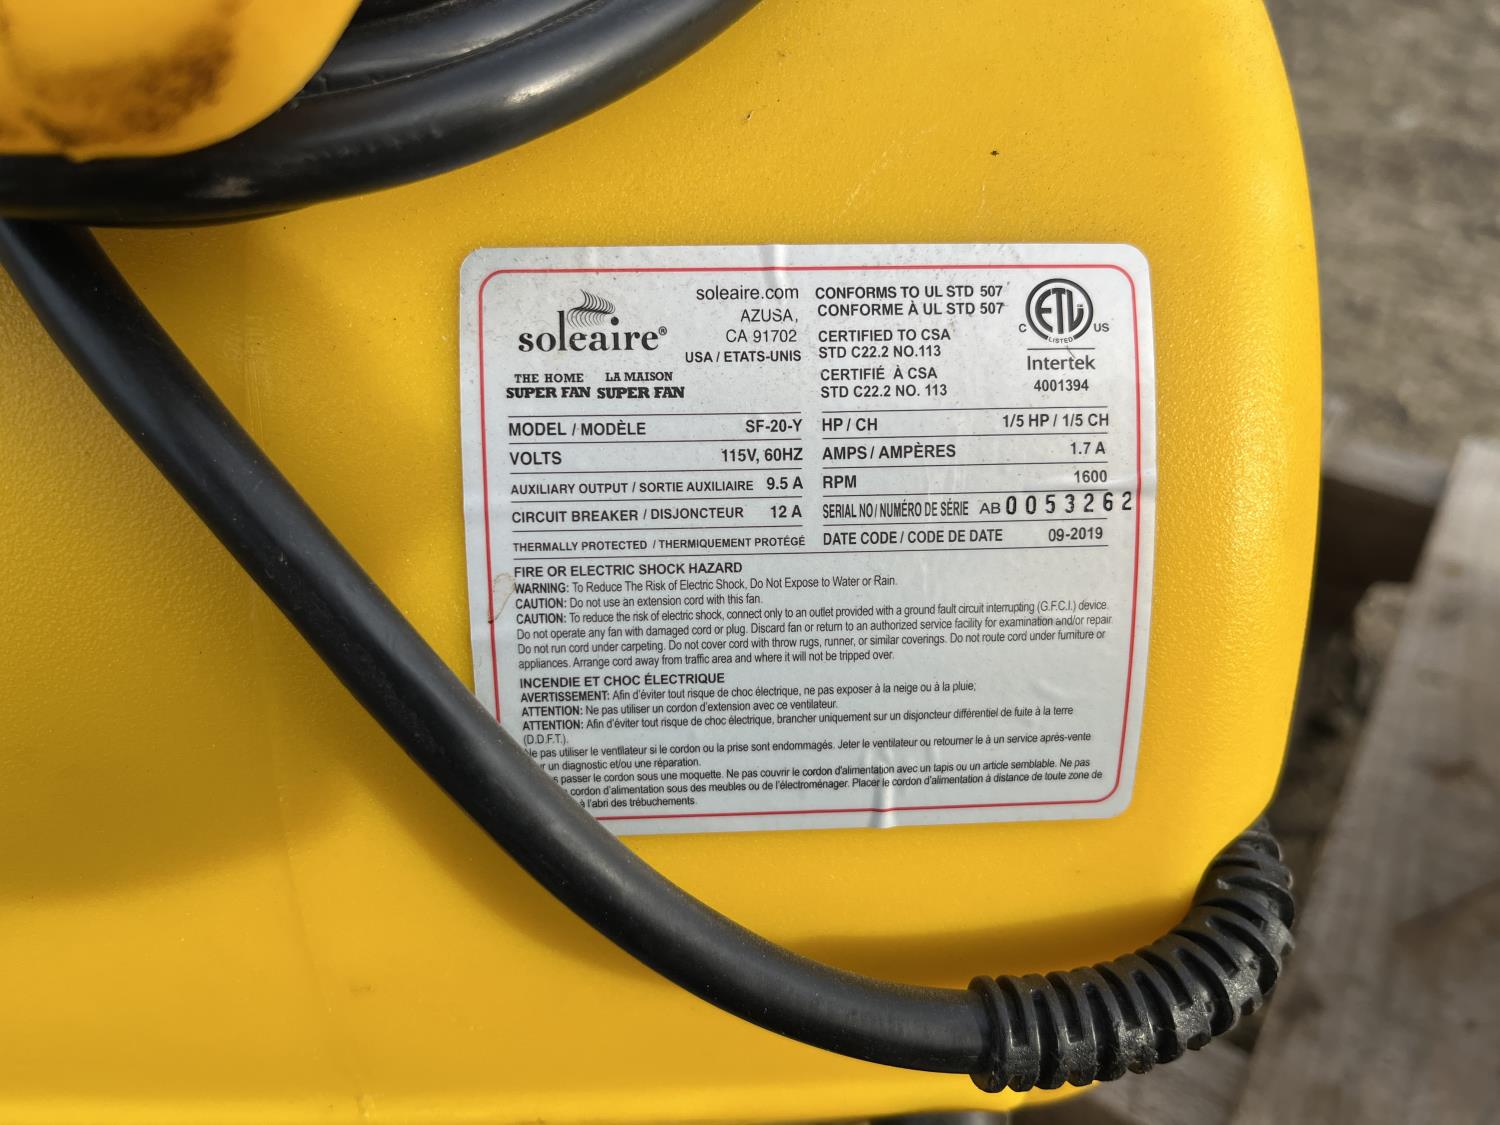 soleaire®
THE HOME LA MAISON
SUPER FAN SUPER FAN
soleaire.com
AZUSA,
CA 91702
USA / ETATS-UNIS
CONFORMS TO UL STD 507
CONFORME À UL STD 507
CERTIFIED TO CSA
STD C22.2 NO.113
CERTIFIÉ À CSA
STD C22.2 NO. 113
ETL
LISTED
C US
Intertek
4001394
MODEL / MODÈLE SF-20-Y
VOLTS 115V, 60HZ
AUXILIARY OUTPUT / SORTIE AUXILIAIRE 9.5 A
CIRCUIT BREAKER / DISJONCTEUR 12 A
THERMALLY PROTECTED / THERMIQUEMENT PROTÉGÉ
HP / CH 1/5 HP / 1/5 CH
AMPS / AMPÈRES 1.7 A
RPM 1600
SERIAL NO / NUMÉRO DE SÉRIE AB 0053262
DATE CODE / CODE DE DATE 09-2019
FIRE OR ELECTRIC SHOCK HAZARD
WARNING: To Reduce The Risk of Electric Shock, Do Not Expose to Water or Rain.
CAUTION: Do not use an extension cord with this fan.
CAUTION: To reduce the risk of electric shock, connect only to an outlet provided with a ground fault circuit interrupting (G.F.C.I.) device.
Do not operate any fan with damaged cord or plug. Discard fan or return to an authorized service facility for examination and/or repair.
Do not run cord under carpeting. Do not cover cord with throw rugs, runner, or similar coverings. Do not route cord under furniture or
appliances. Arrange cord away from traffic area and where it will not be tripped over.
INCENDIE ET CHOC ÉLECTRIQUE
AVERTISSEMENT: Afin d'éviter tout risque de choc électrique, ne pas exposer à la neige ou à la pluie;
ATTENTION: Ne pas utiliser un cordon d'extension avec ce ventilateur.
ATTENTION: Afin d'éviter tout risque de choc électrique, brancher uniquement sur un disjoncteur différentiel de fuite à la terre
(D.D.F.T.).
Ne pas utiliser le ventilateur si le cordon ou la prise sont endommagés. Jeter le ventilateur ou retourner le à un service après-vente
un diagnostic et/ou une réparation.
passer le cordon sous une moquette. Ne pas couvrir le cordon d'alimentation avec un tapis ou un article semblable. Ne pas
cordon d'alimentation sous des meubles ou de l'électroménager. Placer le cordon d'alimentation à distance de toute zone de
à l'abri des trébuchements.